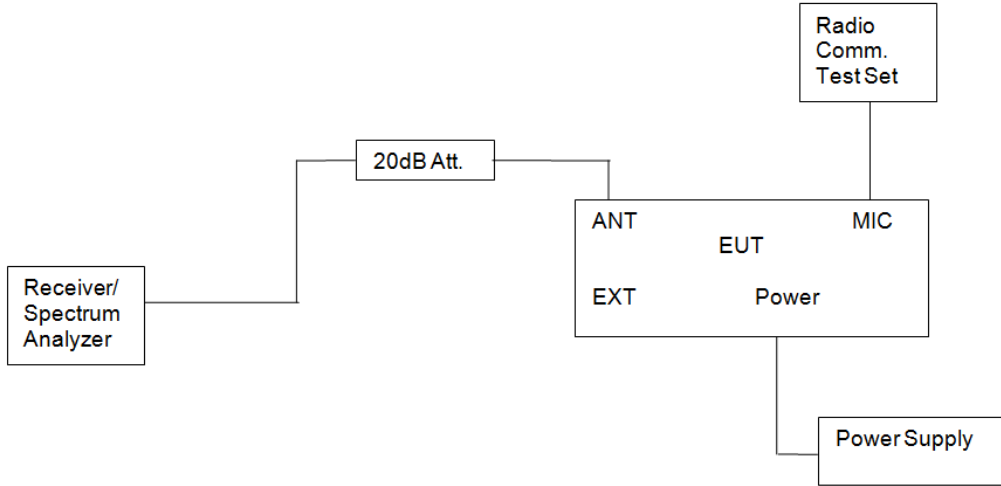 Radio
Comm.
Test Set
20dB Att.
ANT
MIC
EUT
Receiver/
Spectrum
Analyzer
EXT
Power
Power Supply